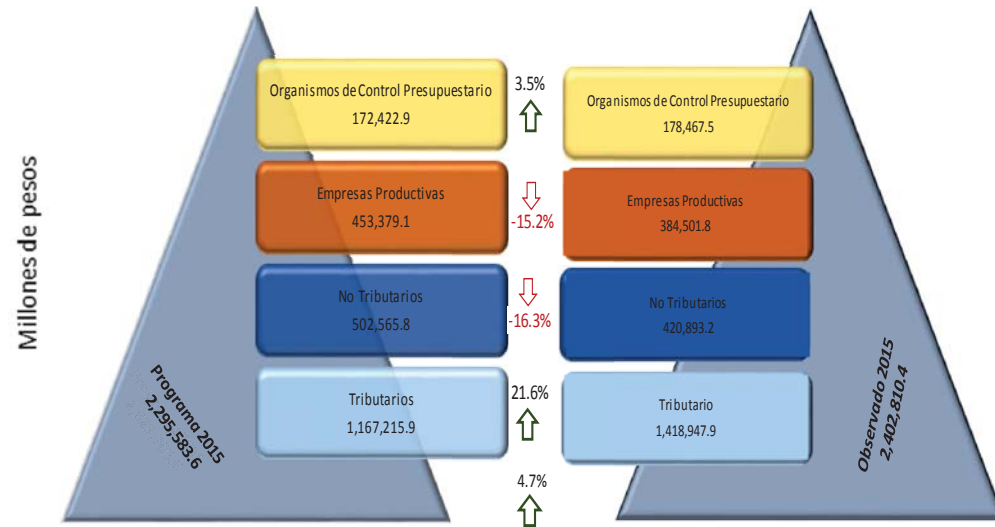 Millones de pesos
Organismos de Control Presupuestario
172,422.9
3.5%
Organismos de Control Presupuestario
178,467.5
Empresas Productivas
453,379.1
-15.2%
Empresas Productivas
384,501.8
No Tributarios
502,565.8
-16.3%
No Tributarios
420,893.2
Tributarios
1,167,215.9
21.6%
Tributario
1,418,947.9
Programa 2015
2,295,583.6
4.7%
Observado 2015
2,402,810.4